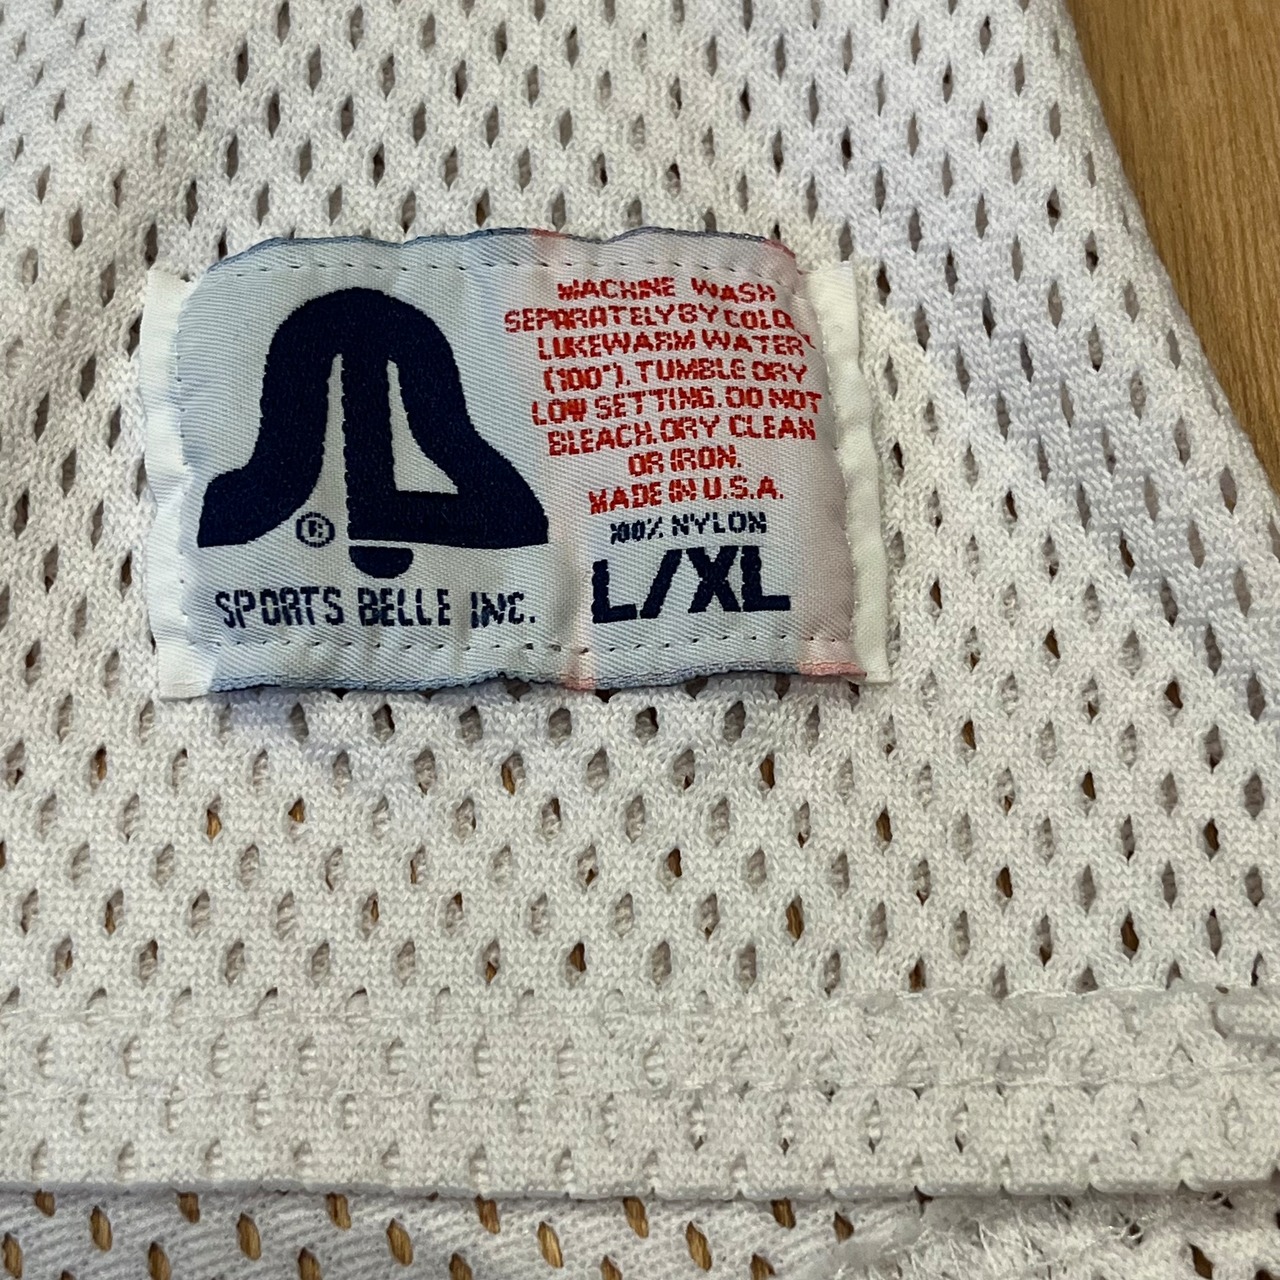 ®
SPORTS BELLE INC.
MACHINE WASH
SEPARATELY BY COLD,
LUKEWARM WATER
(100°). TUMBLE DRY
LOW SETTING. DO NOT
BLEACH. DRY CLEAN
OR IRON.
MADE IN U.S.A.
100% NYLON
L/XL